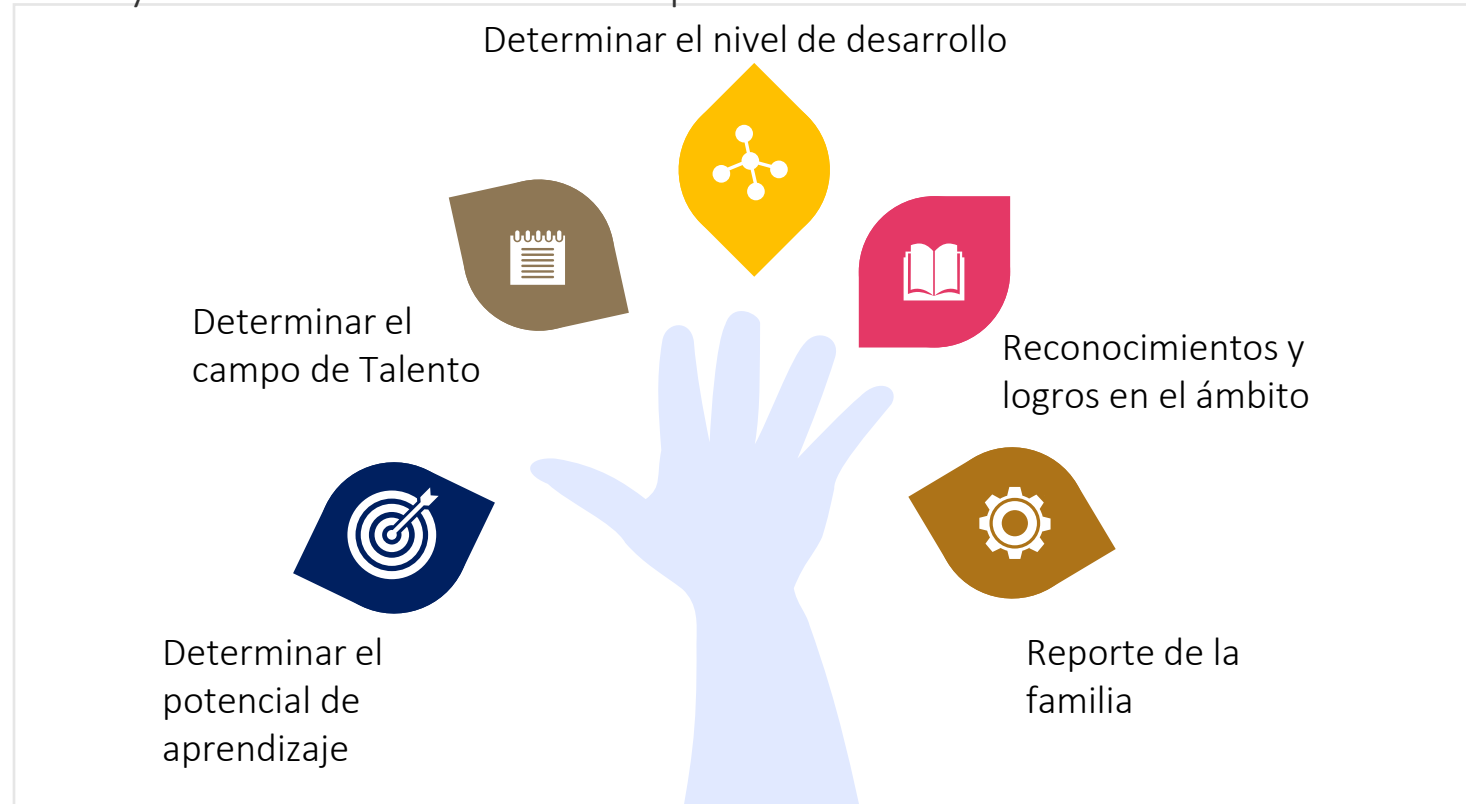 Determinar el nivel de desarrollo
Determinar el
campo de Talento
Reconocimientos y
logros en el ámbito
Determinar el
potencial de
aprendizaje
Reporte de la
familia